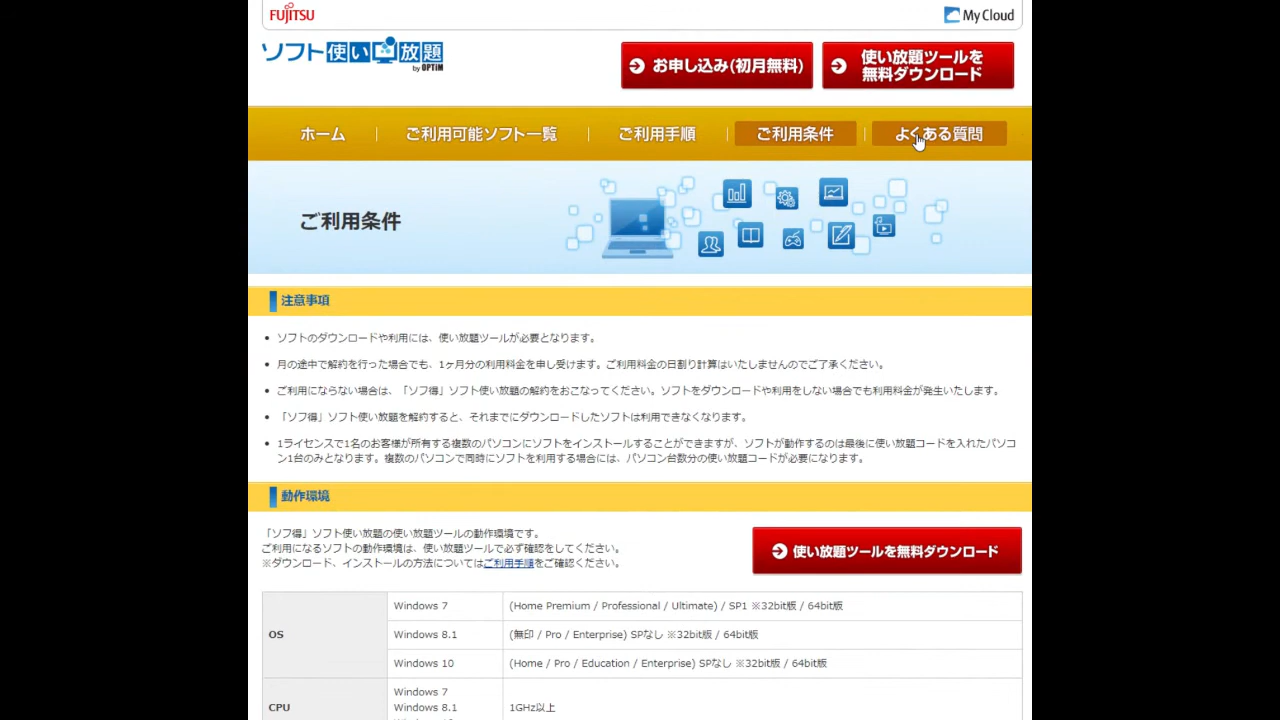 FUJITSU
My Cloud
ソフト使い放題
by OPTiM
お申し込み(初月無料)
使い放題ツールを
無料ダウンロード
ホーム
ご利用可能ソフト一覧
ご利用手順
ご利用条件
よくある質問
ご利用条件
注意事項
ソフトのダウンロードや利用には、使い放題ツールが必要となります。
月の途中で解約を行った場合でも、1ヶ月分の利用料金を申し受けます。ご利用料金の日割り計算はいたしませんのでご了承ください。
ご利用にならない場合は、「ソフ得」ソフト使い放題の解約をおこなってください。ソフトをダウンロードや利用をしない場合でも利用料金が発生いたします。
「ソフ得」ソフト使い放題を解約すると、それまでにダウンロードしたソフトは利用できなくなります。
1ライセンスで1名のお客様が所有する複数のパソコンにソフトをインストールすることができますが、ソフトが動作するのは最後に使い放題コードを入れたパソコ
ン1台のみとなります。複数のパソコンで同時にソフトを利用する場合には、パソコン台数分の使い放題コードが必要になります。
動作環境
「ソフ得」ソフト使い放題の使い放題ツールの動作環境です。
ご利用になるソフトの動作環境は、使い放題ツールで必ず確認をしてください。
※ダウンロード、インストールの方法についてはご利用手順をご確認ください。
使い放題ツールを無料ダウンロード
OS
Windows 7
(Home Premium / Professional / Ultimate) / SP1 ※32bit版 / 64bit版
Windows 8.1
(無印 / Pro / Enterprise) SPなし ※32bit版 / 64bit版
Windows 10
(Home / Pro / Education / Enterprise) SPなし ※32bit版 / 64bit版
CPU
Windows 7
Windows 8.1
1GHz以上